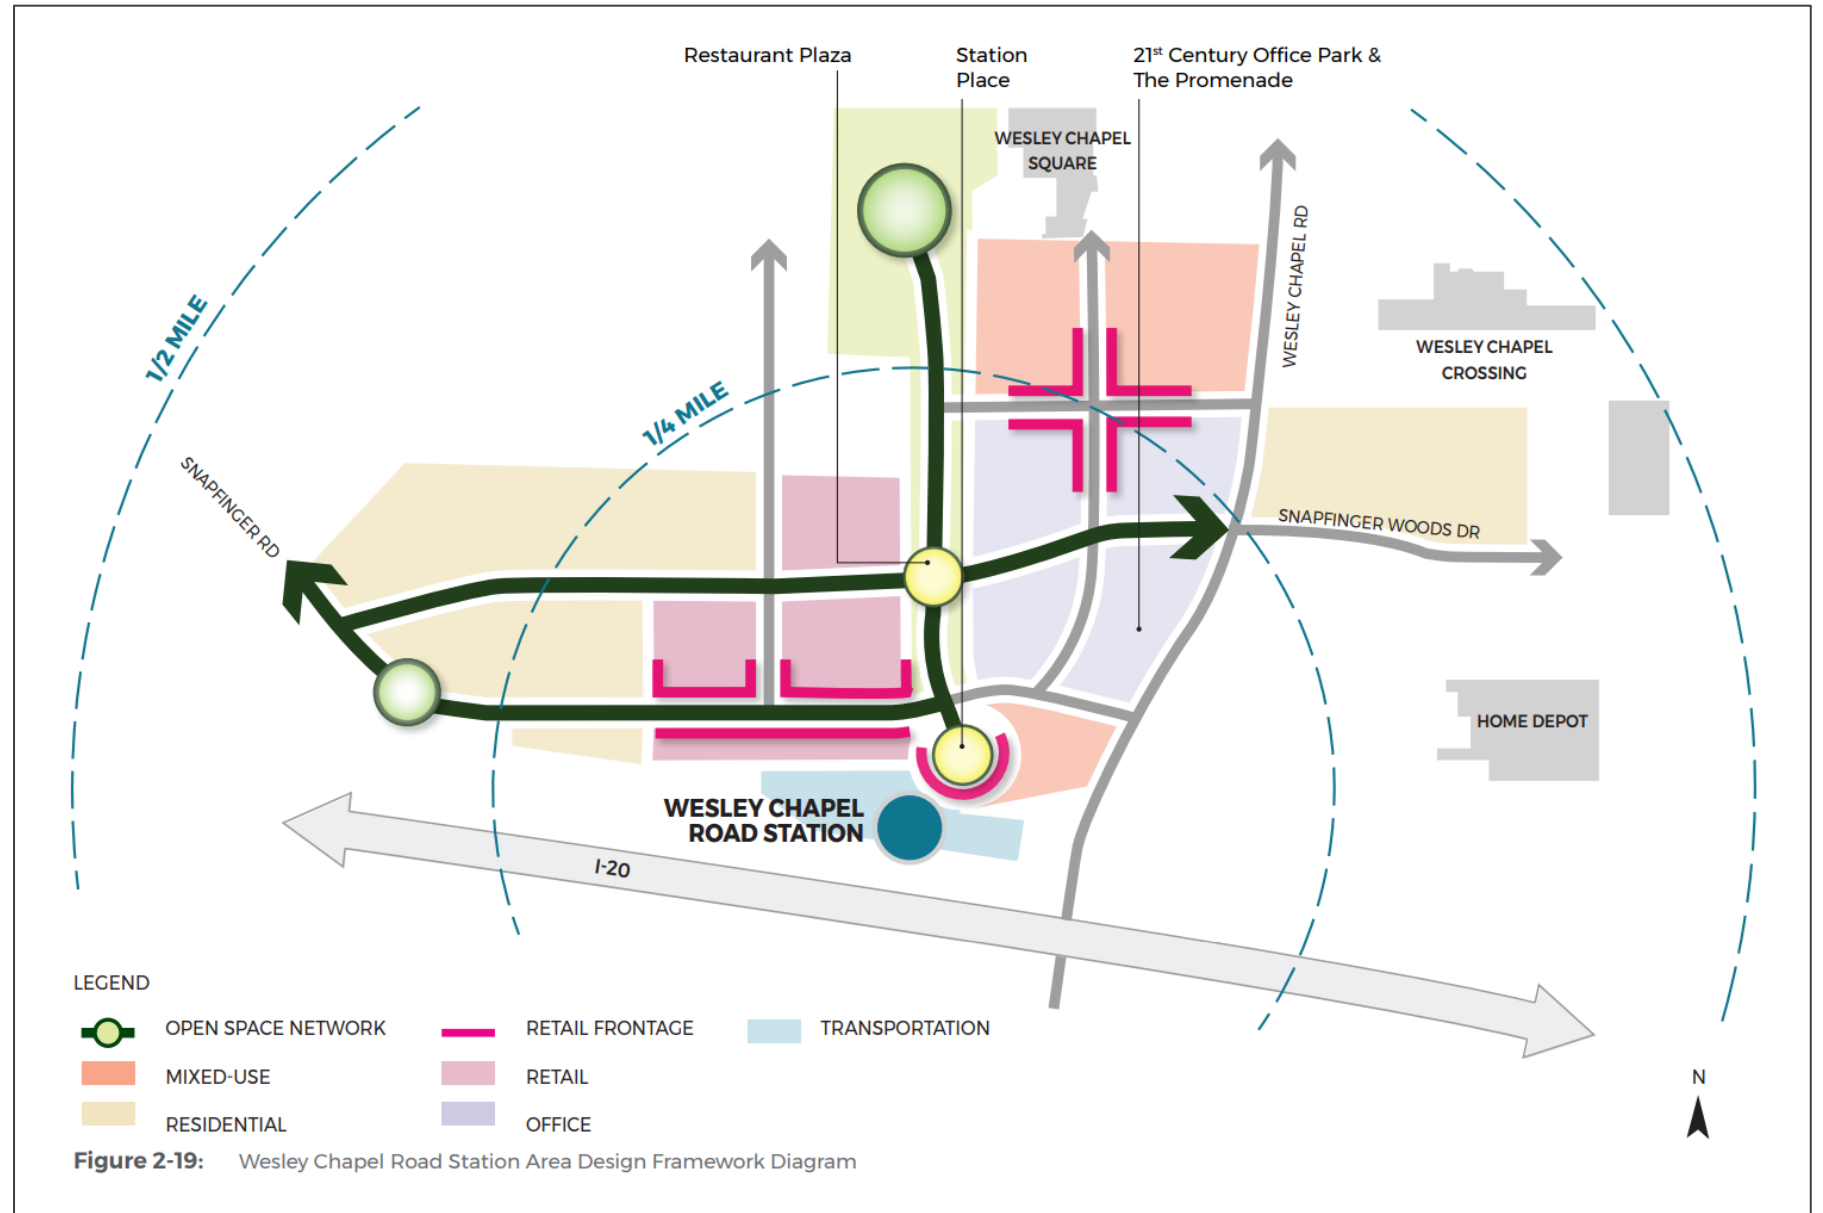 Restaurant Plaza
Station
Place
21st Century Office Park &
The Promenade
WESLEY CHAPEL
SQUARE
WESLEY CHAPEL RD
1/2 MILE
1/4 MILE
WESLEY CHAPEL
CROSSING
SNAPFINGER RD
SNAPFINGER WOODS DR
HOME DEPOT
WESLEY CHAPEL
ROAD STATION
I-20
LEGEND
OPEN SPACE NETWORK
MIXED-USE
RESIDENTIAL
RETAIL FRONTAGE
RETAIL
OFFICE
TRANSPORTATION
N
Figure 2-19: Wesley Chapel Road Station Area Design Framework Diagram